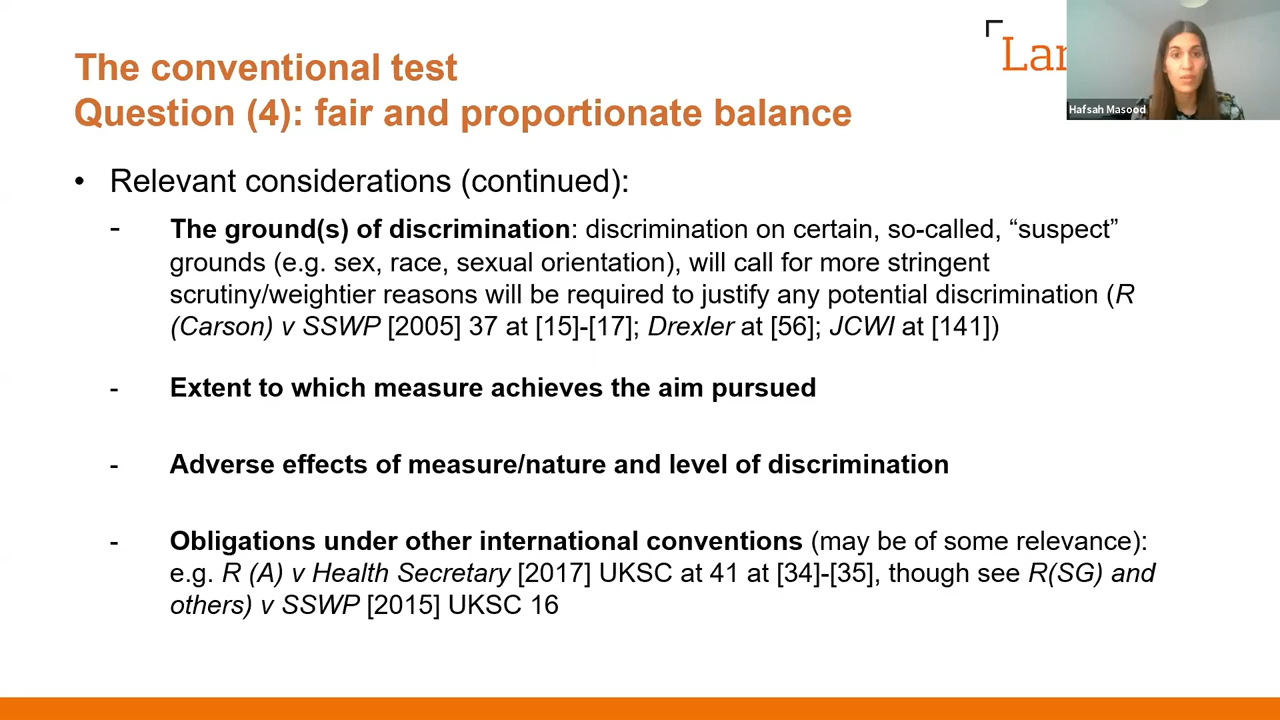 The conventional test
Question (4): fair and proportionate balance
Lan
Hafsah Masood
• Relevant considerations (continued):
- The ground(s) of discrimination: discrimination on certain, so-called, “suspect”
grounds (e.g. sex, race, sexual orientation), will call for more stringent
scrutiny/weightier reasons will be required to justify any potential discrimination (R
(Carson) v SSWP [2005] 37 at [15]-[17]; Drexler at [56]; JCWI at [141])
- Extent to which measure achieves the aim pursued
- Adverse effects of measure/nature and level of discrimination
- Obligations under other international conventions (may be of some relevance):
e.g. R (A) v Health Secretary [2017] UKSC at 41 at [34]-[35], though see R(SG) and
others) v SSWP [2015] UKSC 16